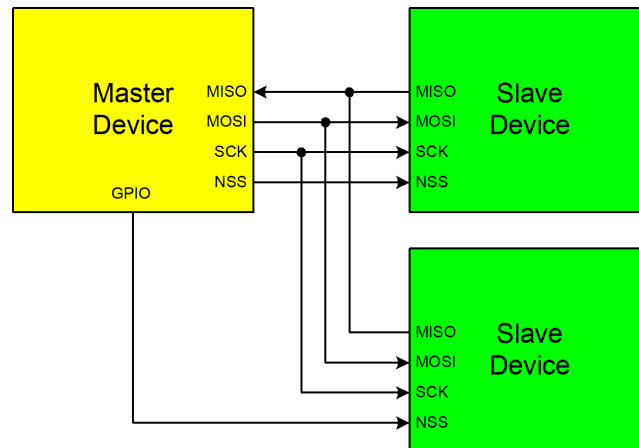 Master
Device
MISO
MOSI
SCK
NSS
GPIO
MISO
MOSI
SCK
NSS
Slave
Device
MISO
MOSI
SCK
NSS
Slave
Device